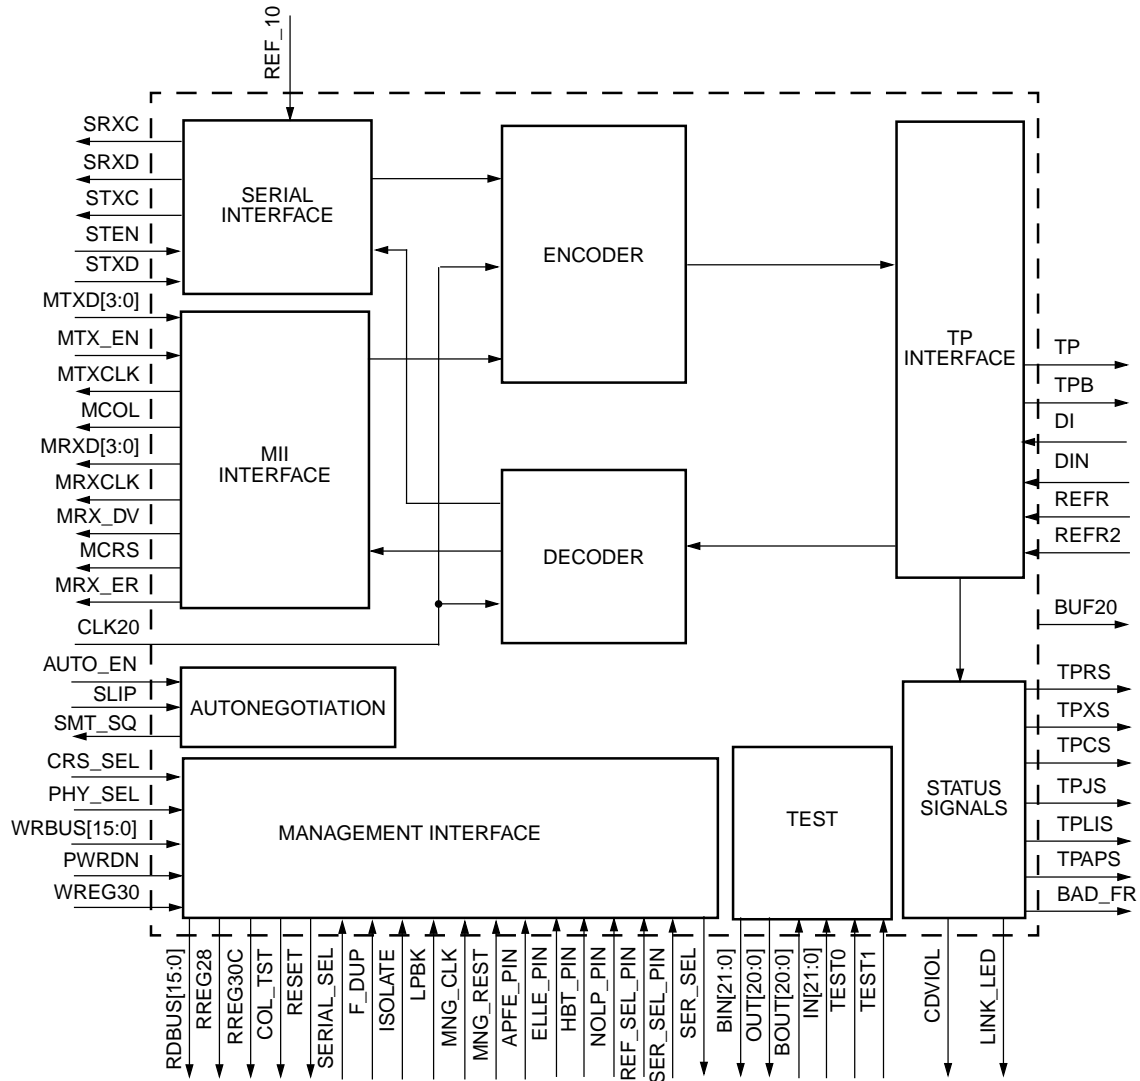 REF_10
SRXC
SRXD
STXC
STEN
STXD
MTXD[3:0]
MTX_EN
MTXCLK
MCOL
MRXD[3:0]
MRXCLK
MRX_DV
MCRS
MRX_ER
CLK20
AUTO_EN
SLIP
SMT_SQ
CRS_SEL
PHY_SEL
WRBUS[15:0]
PWRDN
WREG30
SERIAL
INTERFACE
MII
INTERFACE
ENCODER
DECODER
TP
INTERFACE
AUTONEGOTIATION
MANAGEMENT INTERFACE
TEST
STATUS
SIGNALS
TP
TPB
DI
DIN
REFR
REFR2
BUF20
TPRS
TPXS
TPCS
TPJS
TPLIS
TPAPS
BAD_FR
RDBUS[15:0]
RREG28
RREG30C
COL_TST
RESET
SERIAL_SEL
F_DUP
ISOLATE
LPBK
MNG_CLK
MNG_REST
APFE_PIN
ELLE_PIN
HBT_PIN
NOLP_PIN
REF_SEL_PIN
SER_SEL_PIN
SER_SEL
BIN[21:0]
OUT[20:0]
BOUT[20:0]
IN[21:0]
TEST0
TEST1
CDVIOL
LINK_LED